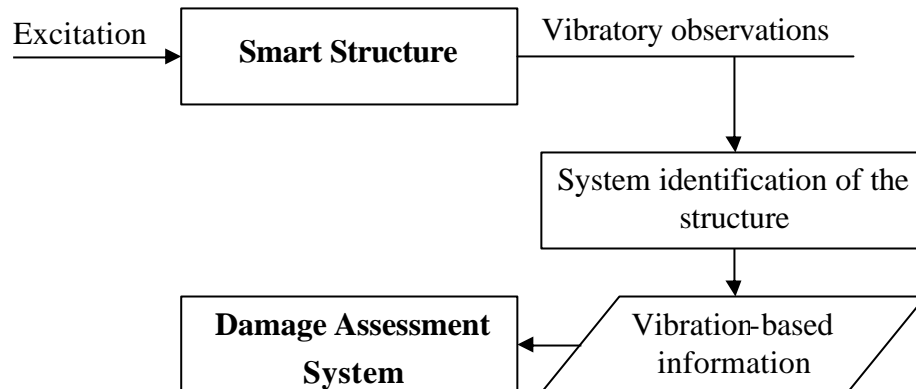 Excitation
Smart Structure
Vibratory observations
System identification of the
structure
Damage Assessment
System
Vibration-based
information